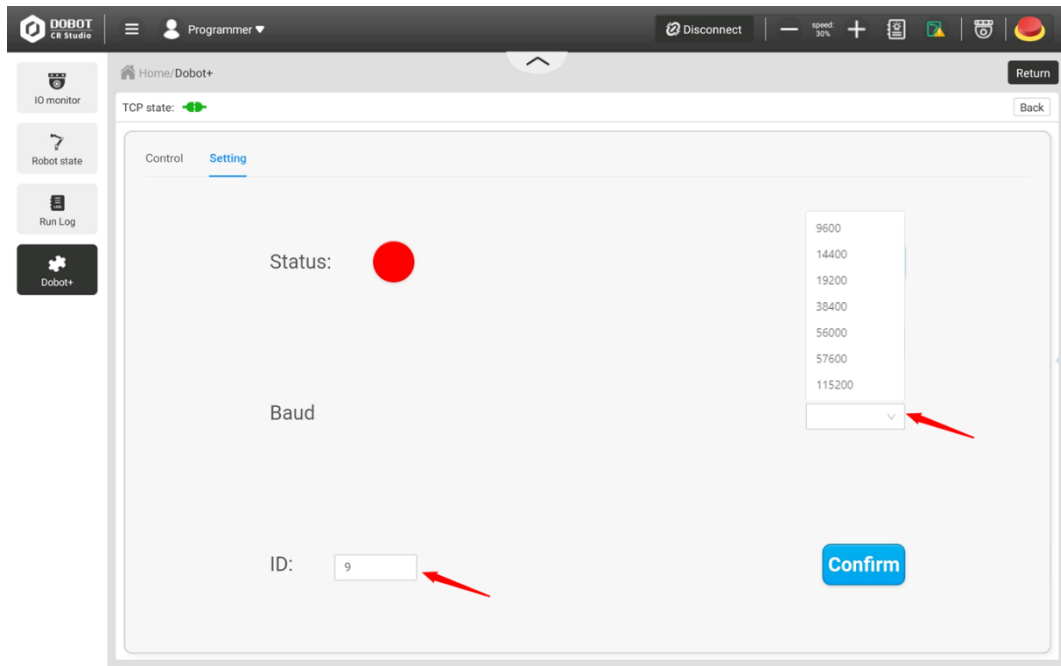 DOBOT
CR Studio
Programmer
Disconnect
speed:
30%
IO monitor
Robot state
Run Log
Dobot+
Home/Dobot+
Return
TCP state:
Back
Control
Setting
Status:
9600
14400
19200
38400
56000
57600
115200
Baud
ID:
9
Confirm